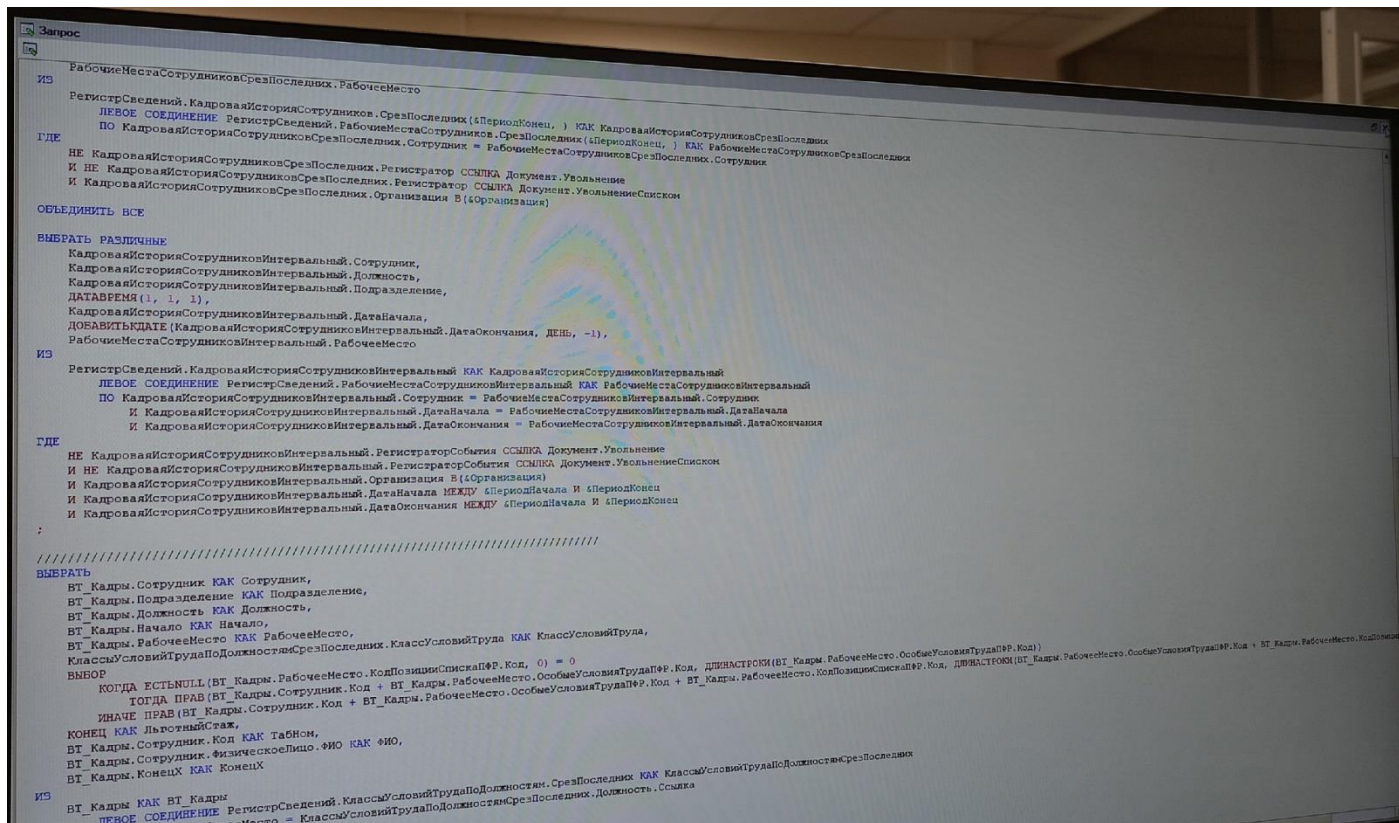 Запрос
РабочиеМестаСотрудниковСрезПоследних.РабочееМесто
ИЗ
РегистрСведений.КадроваяИсторияСотрудников.СрезПоследних(&ПериодКонец, ) КАК КадроваяИсторияСотрудниковСрезПоследних
ЛЕВОЕ СОЕДИНЕНИЕ РегистрСведений.РабочиеМестаСотрудников.СрезПоследних(&ПериодКонец, ) КАК РабочиеМестаСотрудниковСрезПоследних
ПО КадроваяИсторияСотрудниковСрезПоследних.Сотрудник = РабочиеМестаСотрудниковСрезПоследних.Сотрудник
ГДЕ
НЕ КадроваяИсторияСотрудниковСрезПоследних.Регистратор ССЫЛКА Документ.Увольнение
И НЕ КадроваяИсторияСотрудниковСрезПоследних.Регистратор ССЫЛКА Документ.УвольнениеСписком
И КадроваяИсторияСотрудниковСрезПоследних.Организация В(&Организация)
ОБЪЕДИНИТЬ ВСЕ
ВЫБРАТЬ РАЗЛИЧНЫЕ
КадроваяИсторияСотрудниковИнтервальный.Сотрудник,
КадроваяИсторияСотрудниковИнтервальный.Должность,
КадроваяИсторияСотрудниковИнтервальный.Подразделение,
ДАТАВРЕМЯ(1, 1, 1),
КадроваяИсторияСотрудниковИнтервальный.ДатаНачала,
ДОБАВИТЬКДАТЕ(КадроваяИсторияСотрудниковИнтервальный.ДатаОкончания, ДЕНЬ, -1),
РабочиеМестаСотрудниковИнтервальный.РабочееМесто
ИЗ
РегистрСведений.КадроваяИсторияСотрудниковИнтервальный КАК КадроваяИсторияСотрудниковИнтервальный
ЛЕВОЕ СОЕДИНЕНИЕ РегистрСведений.РабочиеМестаСотрудниковИнтервальный КАК РабочиеМестаСотрудниковИнтервальный
ПО КадроваяИсторияСотрудниковИнтервальный.Сотрудник = РабочиеМестаСотрудниковИнтервальный.Сотрудник
И КадроваяИсторияСотрудниковИнтервальный.ДатаНачала = РабочиеМестаСотрудниковИнтервальный.ДатаНачала
И КадроваяИсторияСотрудниковИнтервальный.ДатаОкончания = РабочиеМестаСотрудниковИнтервальный.ДатаОкончания
ГДЕ
НЕ КадроваяИсторияСотрудниковИнтервальный.РегистраторСобытия ССЫЛКА Документ.Увольнение
И НЕ КадроваяИсторияСотрудниковИнтервальный.РегистраторСобытия ССЫЛКА Документ.УвольнениеСписком
И КадроваяИсторияСотрудниковИнтервальный.Организация В(&Организация)
И КадроваяИсторияСотрудниковИнтервальный.ДатаНачала МЕЖДУ &ПериодНачала И &ПериодКонец
И КадроваяИсторияСотрудниковИнтервальный.ДатаОкончания МЕЖДУ &ПериодНачала И &ПериодКонец
;
////////////////////////////////////////////////////////////////////////////////
ВЫБРАТЬ
ВТ_Кадры.Сотрудник КАК Сотрудник,
ВТ_Кадры.Подразделение КАК Подразделение,
ВТ_Кадры.Должность КАК Должность,
ВТ_Кадры.Начало КАК Начало,
ВТ_Кадры.РабочееМесто КАК РабочееМесто,
КлассыУсловийТрудаПоДолжностямСрезПоследних.КлассУсловийТруда КАК КлассУсловийТруда,
ВЫБОР
КОГДА ЕСТЬNULL(ВТ_Кадры.РабочееМесто.КодПозицииСпискаПФР.Код, 0) = 0
ТОГДА ПРАВ(ВТ_Кадры.Сотрудник.Код + ВТ_Кадры.РабочееМесто.ОсобыеУсловияТрудаПФР.Код, ДЛИНАСТРОКИ(ВТ_Кадры.РабочееМесто.ОсобыеУсловияТрудаПФР.Код))
ИНАЧЕ ПРАВ(ВТ_Кадры.Сотрудник.Код + ВТ_Кадры.РабочееМесто.ОсобыеУсловияТрудаПФР.Код + ВТ_Кадры.РабочееМесто.КодПозицииСпискаПФР.Код, ДЛИНАСТРОКИ(ВТ_Кадры.РабочееМесто.ОсобыеУсловияТрудаПФР.Код + ВТ_Кадры.РабочееМесто.
КОНЕЦ КАК ЛьготныйСтаж,
ВТ_Кадры.Сотрудник.Код КАК ТабНом,
ВТ_Кадры.Сотрудник.ФизическоеЛицо.ФИО КАК ФИО,
ВТ_Кадры.КонецХ КАК КонецХ
ИЗ
ВТ_Кадры КАК ВТ_Кадры
ЛЕВОЕ СОЕДИНЕНИЕ РегистрСведений.КлассыУсловийТрудаПоДолжностям.СрезПоследних КАК КлассыУсловийТрудаПоДолжностямСрезПоследних
= КлассыУсловийТрудаПоДолжностямСрезПоследних.Должность.Ссылка